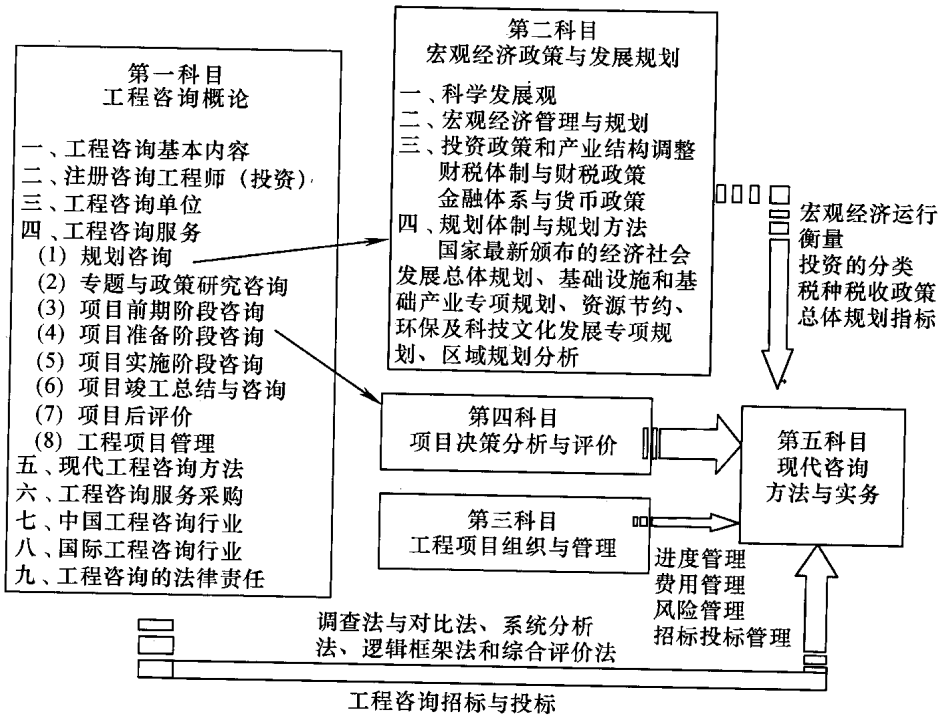 第一科目
工程咨询概论
一、工程咨询基本内容
二、注册咨询工程师（投资）
三、工程咨询单位
四、工程咨询服务
(1) 规划咨询
(2) 专题与政策研究咨询
(3) 项目前期阶段咨询
(4) 项目准备阶段咨询
(5) 项目实施阶段咨询
(6) 项目竣工总结与咨询
(7) 项目后评价
(8) 工程项目管理
五、现代工程咨询方法
六、工程咨询服务采购
七、中国工程咨询行业
八、国际工程咨询行业
九、工程咨询的法律责任
第二科目
宏观经济政策与发展规划
一、科学发展观
二、宏观经济管理与规划
三、投资政策和产业结构调整
财税体制与财税政策
金融体系与货币政策
四、规划体制与规划方法
国家最新颁布的经济社会
发展总体规划、基础设施和基
础产业专项规划、资源节约、
环保及科技文化发展专项规
划、区域规划分析
宏观经济运行
衡量
投资的分类
税种税收政策
总体规划指标
第四科目
项目决策分析与评价
第三科目
工程项目组织与管理
第五科目
现代咨询
方法与实务
进度管理
费用管理
风险管理
招标投标管理
调查法与对比法、系统分析
法、逻辑框架法和综合评价法
工程咨询招标与投标